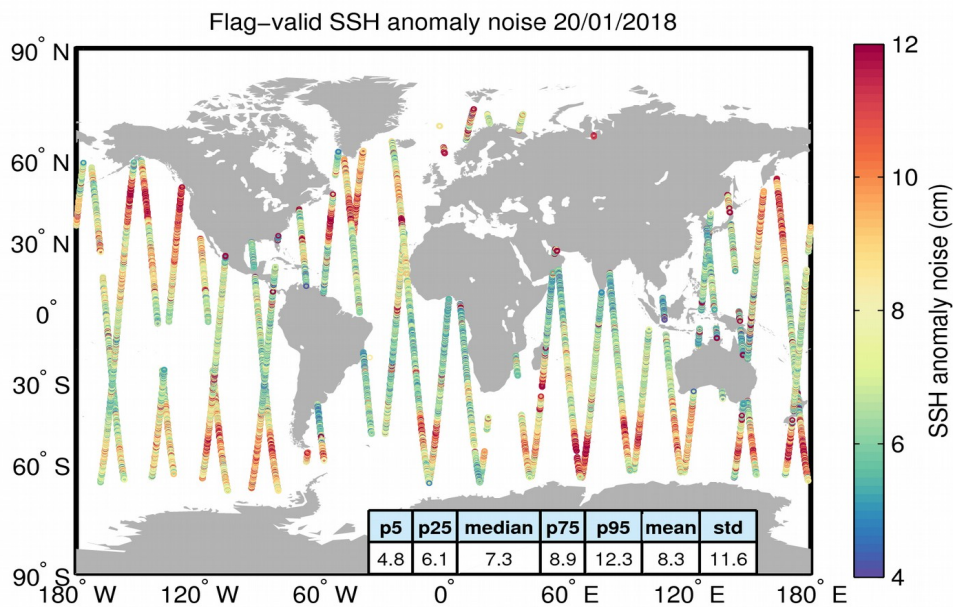 Flag−valid SSH anomaly noise 20/01/2018
90° N
60° N
30° N
0°
30° S
60° S
90° S
180° W
120° W
60° W
0°
60° E
120° E
180° E
p5 p25 median p75 p95 mean std
4.8 6.1 7.3 8.9 12.3 8.3 11.6
12
10
8
6
4
SSH anomaly noise (cm)